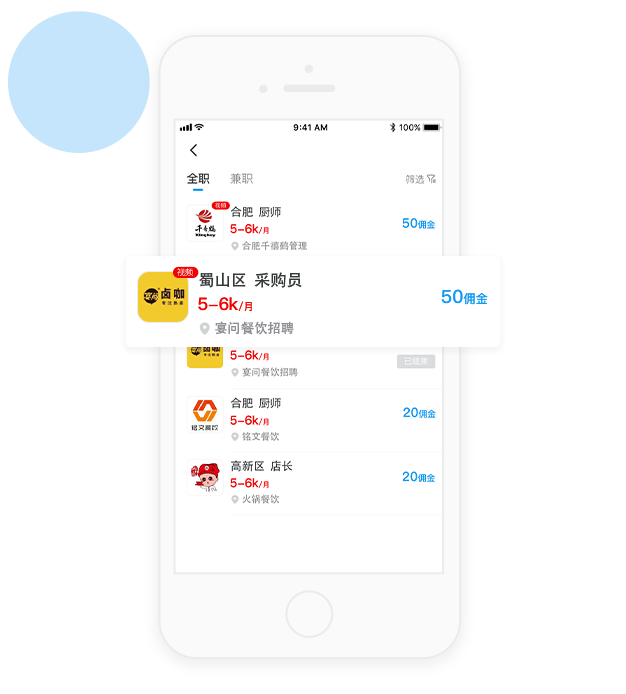 9:41 AM 100%
全职 兼职 筛选
视频
合肥 厨师
5-6k/月 50佣金
千喜鹤
合肥千禧鹤管理
视频
蜀山区 采购员
宴问 卤咖
5-6k/月 50佣金
宴问餐饮招聘
5-6k/月
已结束
宴问餐饮招聘
合肥 厨师
20佣金
5-6k/月
铭文餐饮
铭文餐饮
高新区 店长
20佣金
5-6k/月
火锅餐饮